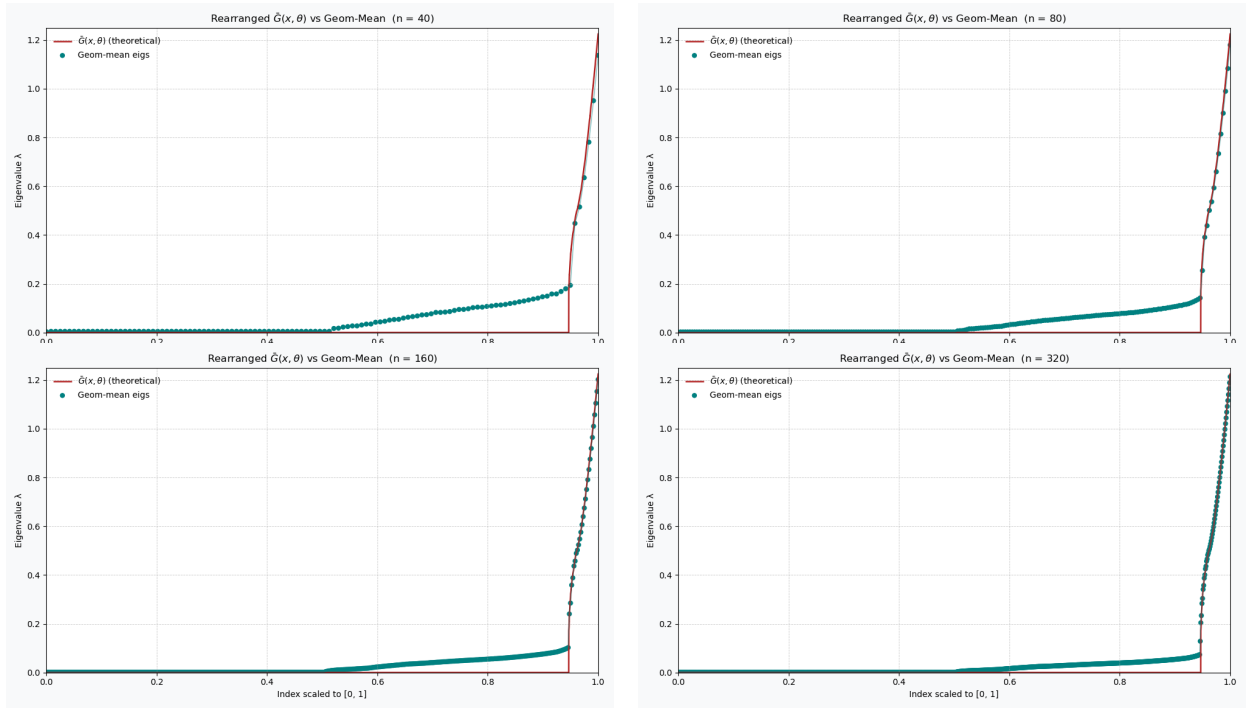 Rearranged G̃(x, θ) vs Geom-Mean (n = 40)
G̃(x, θ) (theoretical)
Geom-mean eigs
Eigenvalue λ
1.2
1.0
0.8
0.6
0.4
0.2
0.0
0.0 0.2 0.4 0.6 0.8 1.0
Rearranged G̃(x, θ) vs Geom-Mean (n = 80)
G̃(x, θ) (theoretical)
Geom-mean eigs
Eigenvalue λ
1.2
1.0
0.8
0.6
0.4
0.2
0.0
0.0 0.2 0.4 0.6 0.8 1.0
Rearranged G̃(x, θ) vs Geom-Mean (n = 160)
G̃(x, θ) (theoretical)
Geom-mean eigs
Eigenvalue λ
1.2
1.0
0.8
0.6
0.4
0.2
0.0
0.0 0.2 0.4 0.6 0.8 1.0
Index scaled to [0, 1]
Rearranged G̃(x, θ) vs Geom-Mean (n = 320)
G̃(x, θ) (theoretical)
Geom-mean eigs
Eigenvalue λ
1.2
1.0
0.8
0.6
0.4
0.2
0.0
0.0 0.2 0.4 0.6 0.8 1.0
Index scaled to [0, 1]